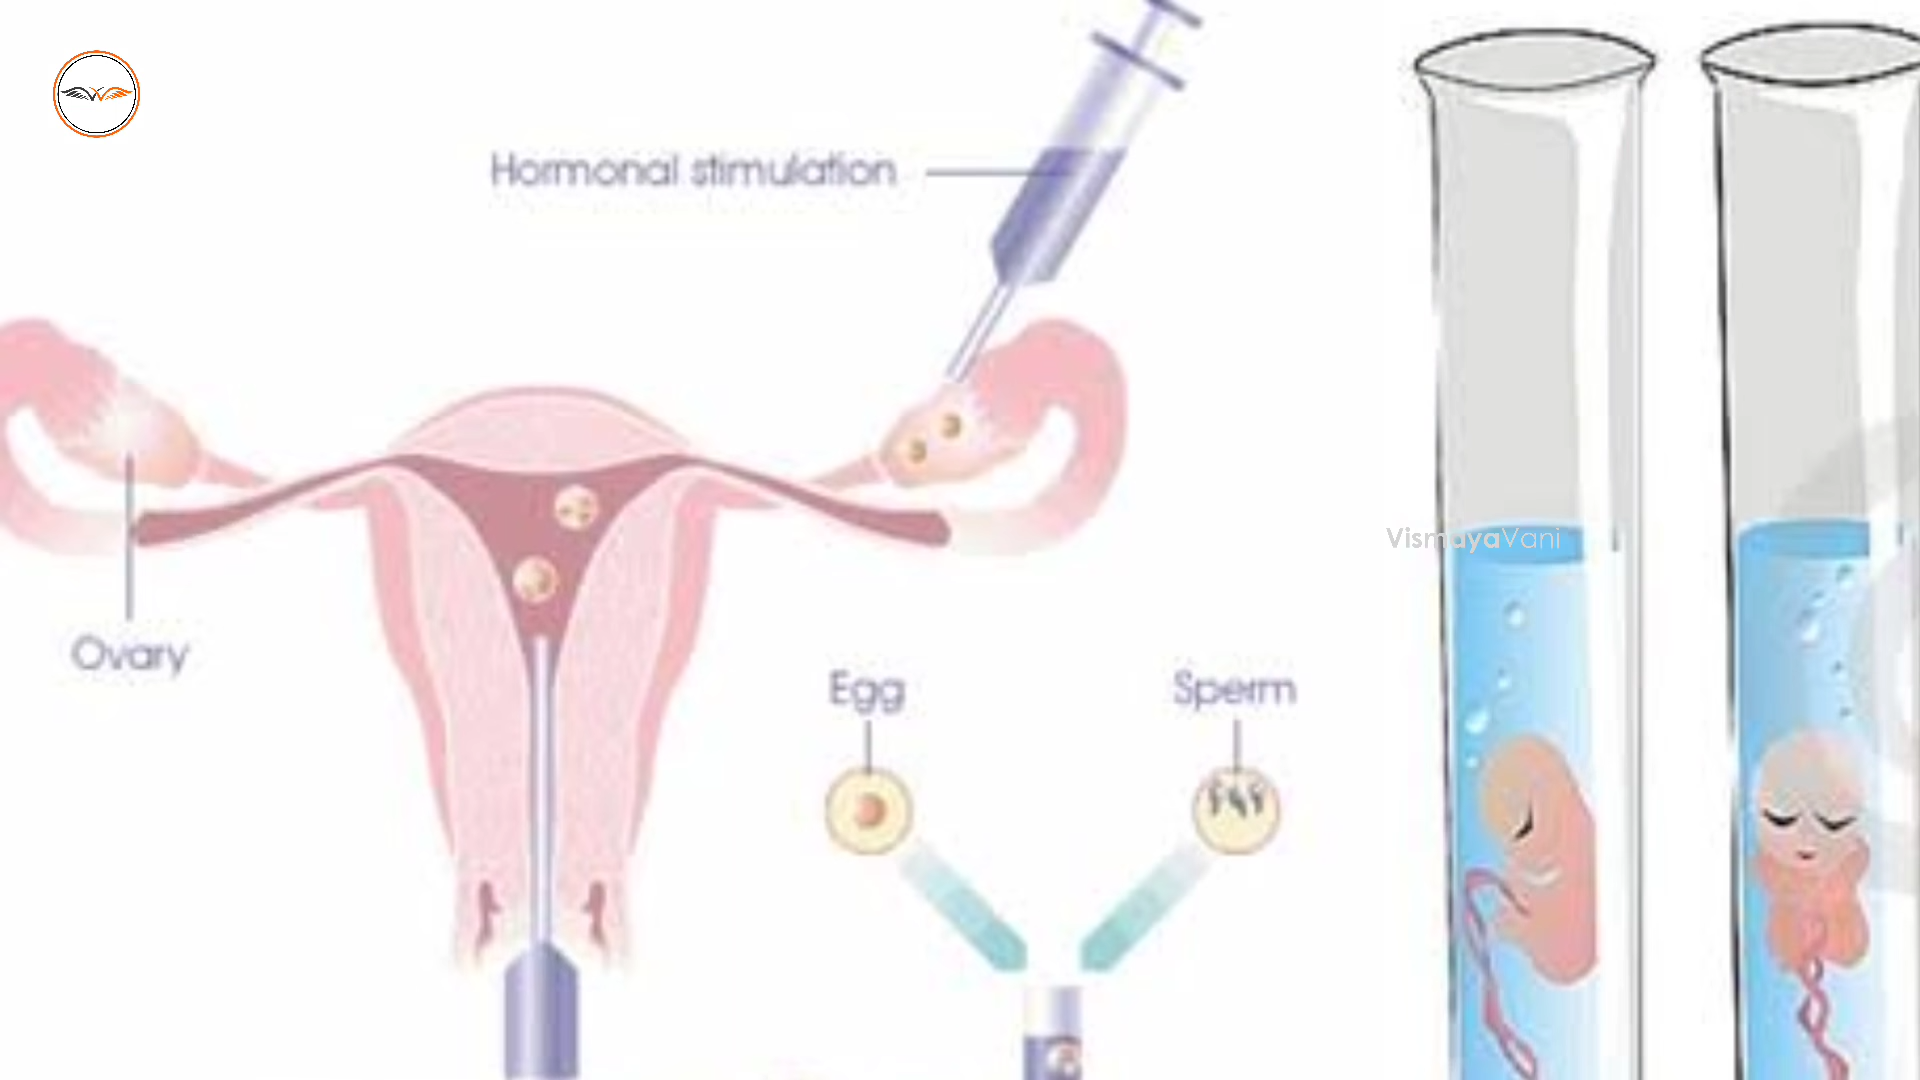 Hormonal stimulation
Ovary
Egg
Sperm
VismayaVani